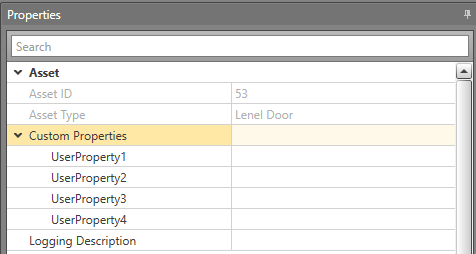 Properties
Search
Asset
Asset ID 53
Asset Type Lenel Door
Custom Properties
UserProperty1
UserProperty2
UserProperty3
UserProperty4
Logging Description